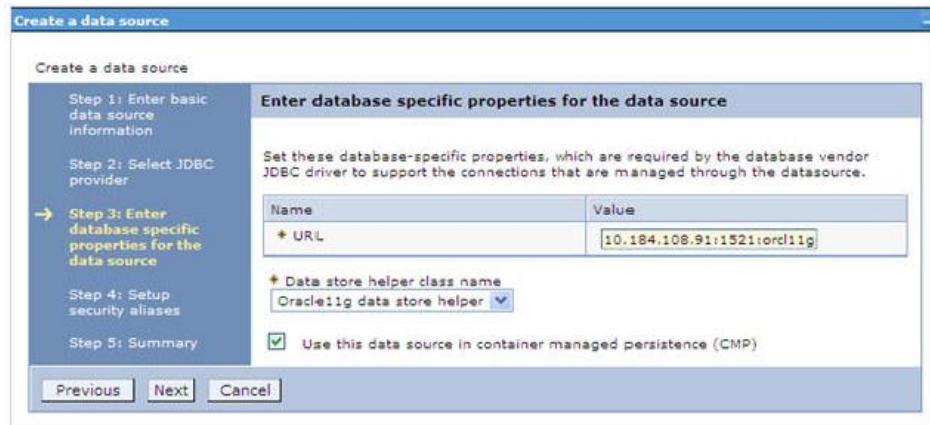 Create a data source
Create a data source
Step 1: Enter basic
data source
information
Step 2: Select JDBC
provider
Step 3: Enter
database specific
properties for the
data source
Step 4: Setup
security aliases
Step 5: Summary
Enter database specific properties for the data source
Set these database-specific properties, which are required by the database vendor
JDBC driver to support the connections that are managed through the datasource.
Name Value
URL 10.184.108.91:1521:orcl11g
Data store helper class name
Oracle11g data store helper
Use this data source in container managed persistence (CMP)
Previous Next Cancel